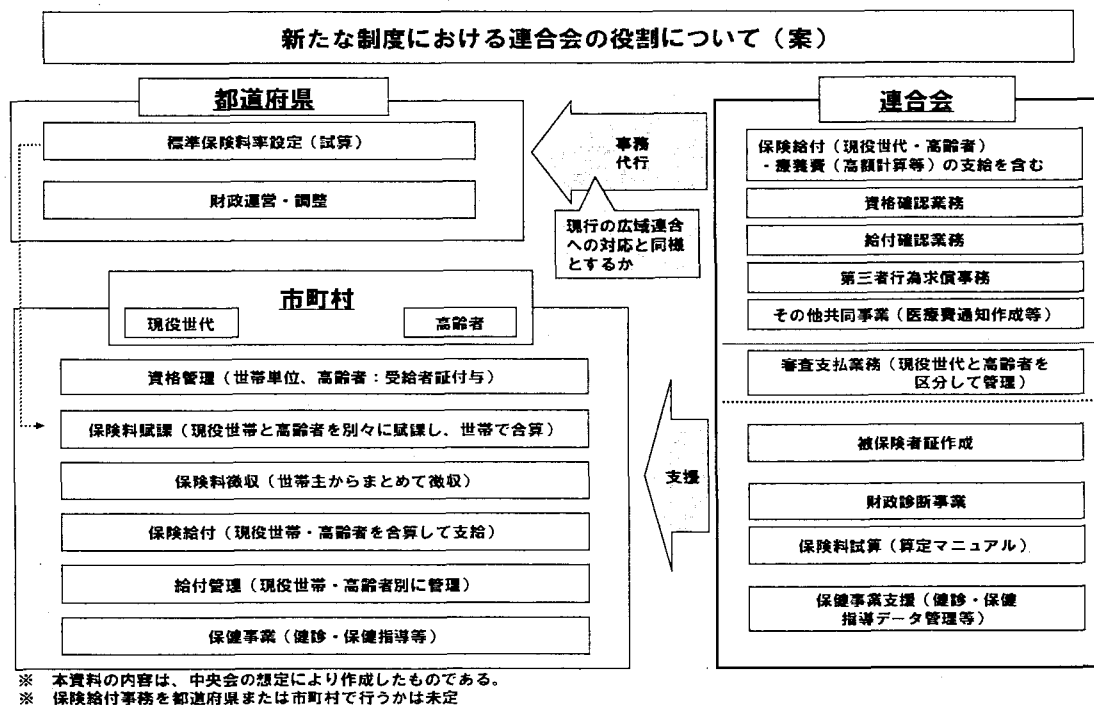 新たな制度における連合会の役割について（案）
都道府県
標準保険料率設定（試算）
財政運営・調整
事務
代行
現行の広域連合
への対応と同様
とするか
市町村
現役世代
高齢者
資格管理（世帯単位、高齢者：受給者証付与）
保険料賦課（現役世帯と高齢者を別々に賦課し、世帯で合算）
保険料徴収（世帯主からまとめて徴収）
保険給付（現役世帯・高齢者を合算して支給）
給付管理（現役世帯・高齢者別に管理）
保健事業（健診・保健指導等）
支援
連合会
保険給付（現役世代・高齢者）
・療養費（高額計算等）の支給を含む
資格確認業務
給付確認業務
第三者行為求償事務
その他共同事業（医療費通知作成等）
審査支払業務（現役世代と高齢者を
区分して管理）
被保険者証作成
財政診断事業
保険料試算（算定マニュアル）
保健事業支援（健診・保健
指導データ管理等）
※　本資料の内容は、中央会の想定により作成したものである。
※　保険給付事務を都道府県または市町村で行うかは未定